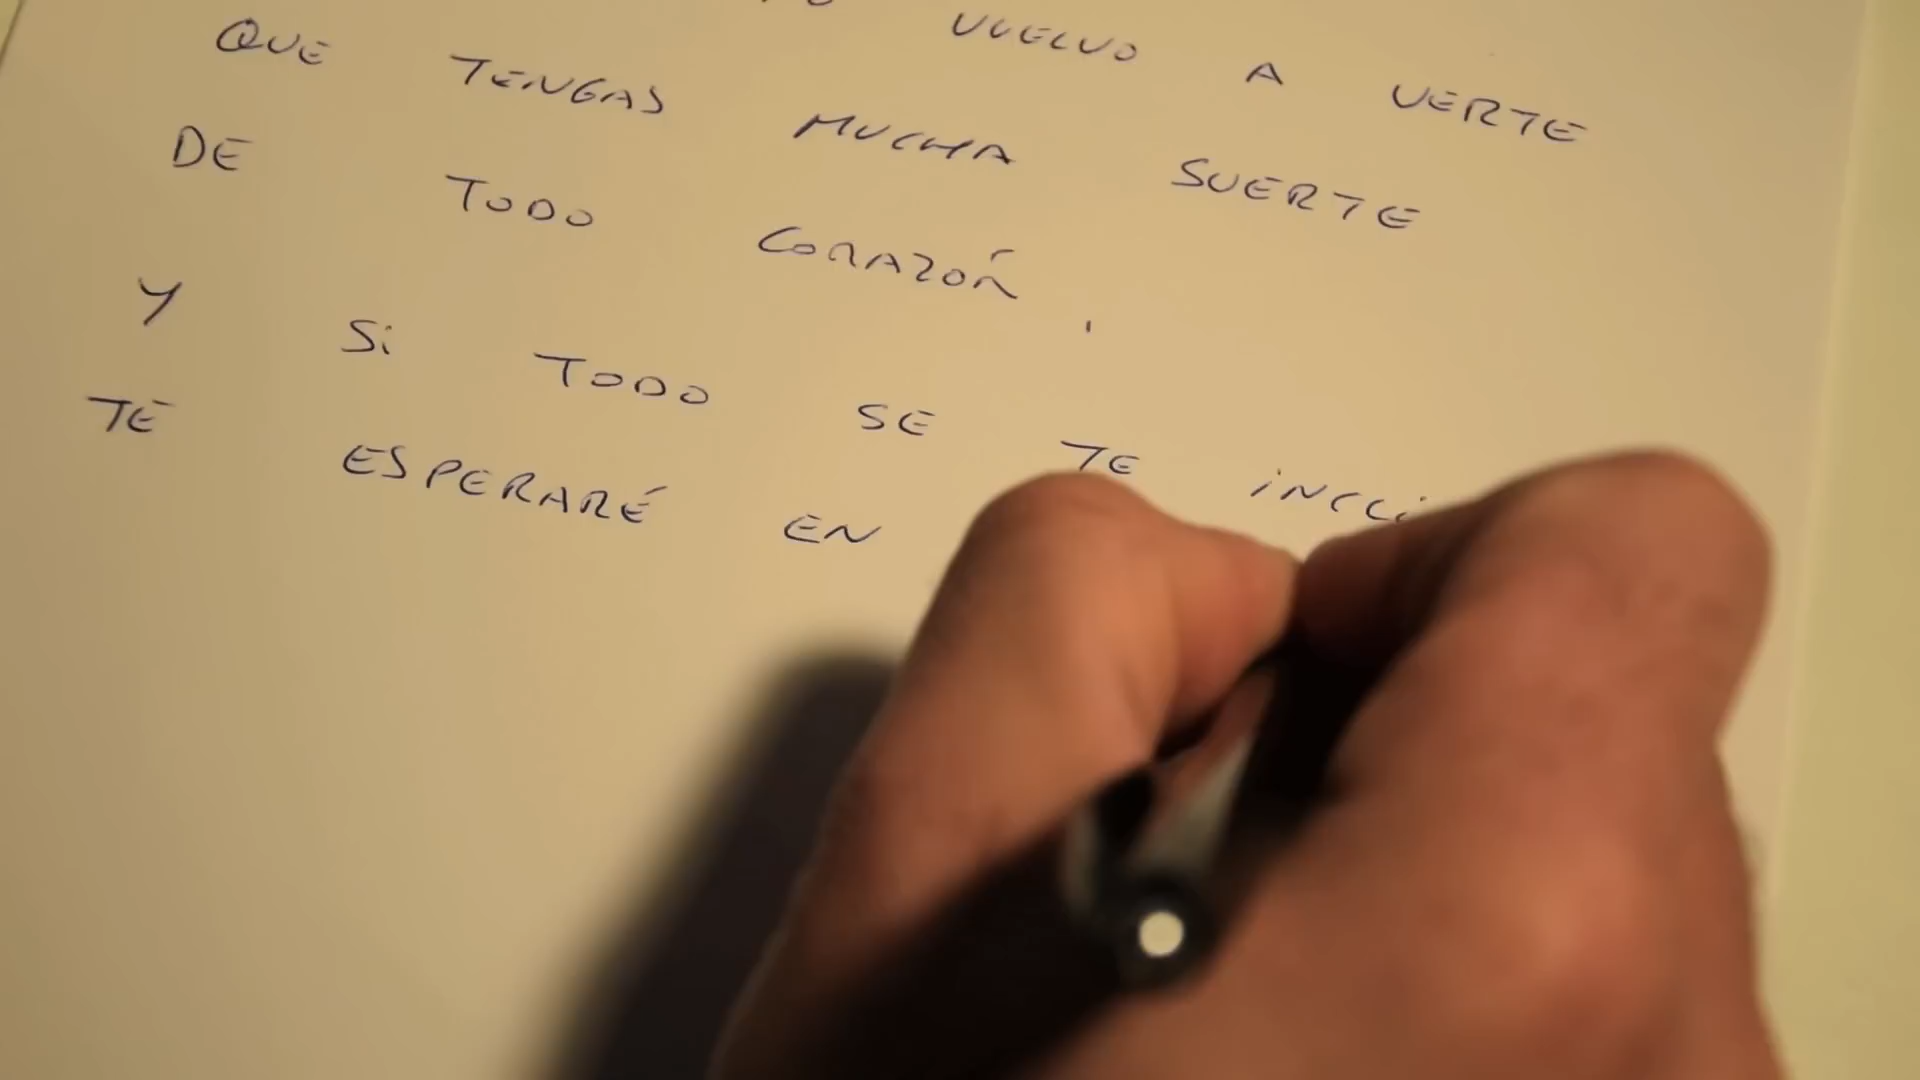 VUELVO A VERTE
QUE TENGAS MUCHA SUERTE
DE TODO CORAZÓN,
Y Si TODO SE TE
TE ESPERARÉ EN